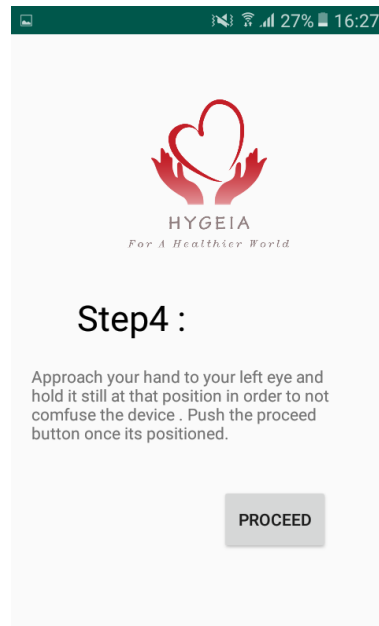 27% 16:27
HYGEIA
For A Healthier World
Step4 :
Approach your hand to your left eye and
hold it still at that position in order to not
comfuse the device . Push the proceed
button once its positioned.
PROCEED